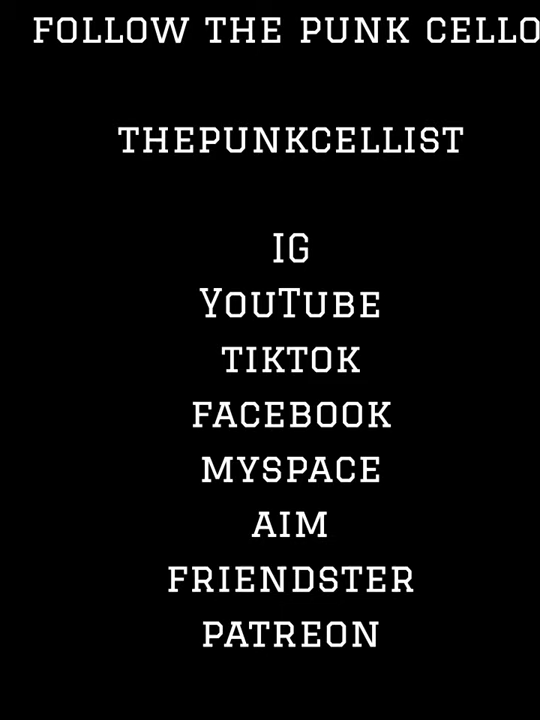 FOLLOW THE PUNK CELLO
THEPUNKCELLIST
IG
YOUTUBE
TIKTOK
FACEBOOK
MYSPACE
AIM
FRIENDSTER
PATREON